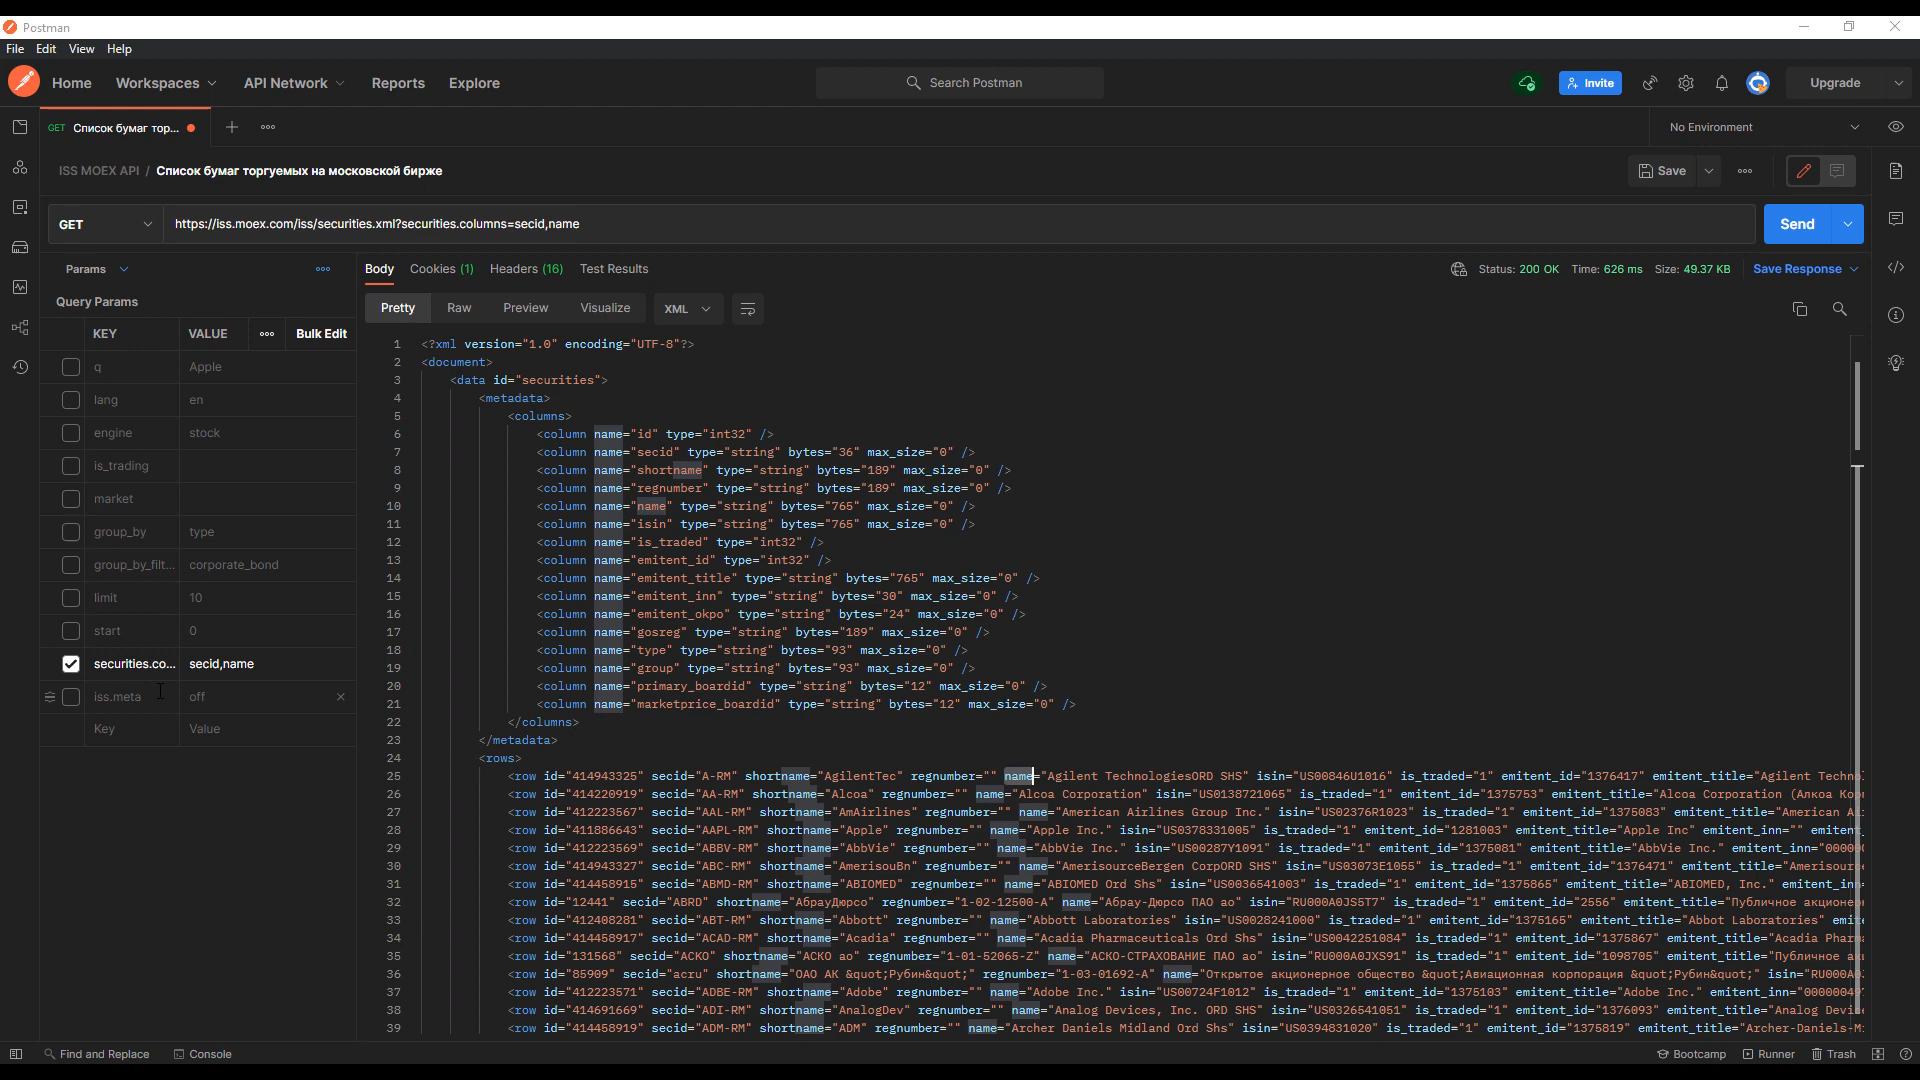 Postman
File Edit View Help
Home Workspaces API Network Reports Explore Search Postman Invite Upgrade
GET Список бумаг тор... No Environment
ISS MOEX API / Список бумаг торгуемых на московской бирже Save
GET https://iss.moex.com/iss/securities.xml?securities.columns=secid,name Send
Params Body Cookies (1) Headers (16) Test Results Status: 200 OK Time: 626 ms Size: 49.37 KB Save Response
Query Params Pretty Raw Preview Visualize XML
KEY VALUE Bulk Edit
q Apple
lang en
engine stock
is_trading
market
group_by type
group_by_filt... corporate_bond
limit 10
start 0
securities.co... secid,name
iss.meta off
Key Value
1 <?xml version="1.0" encoding="UTF-8"?>
2 <document>
3 <data id="securities">
4 <metadata>
5 <columns>
6 <column name="id" type="int32" />
7 <column name="secid" type="string" bytes="36" max_size="0" />
8 <column name="shortname" type="string" bytes="189" max_size="0" />
9 <column name="regnumber" type="string" bytes="189" max_size="0" />
10 <column name="name" type="string" bytes="765" max_size="0" />
11 <column name="isin" type="string" bytes="765" max_size="0" />
12 <column name="is_traded" type="int32" />
13 <column name="emitent_id" type="int32" />
14 <column name="emitent_title" type="string" bytes="765" max_size="0" />
15 <column name="emitent_inn" type="string" bytes="30" max_size="0" />
16 <column name="emitent_okpo" type="string" bytes="24" max_size="0" />
17 <column name="gosreg" type="string" bytes="189" max_size="0" />
18 <column name="type" type="string" bytes="93" max_size="0" />
19 <column name="group" type="string" bytes="93" max_size="0" />
20 <column name="primary_boardid" type="string" bytes="12" max_size="0" />
21 <column name="marketprice_boardid" type="string" bytes="12" max_size="0" />
22 </columns>
23 </metadata>
24 <rows>
25 <row id="414943325" secid="A-RM" shortname="AgilentTec" regnumber="" name="Agilent TechnologiesORD SHS" isin="US00846U1016" is_traded="1" emitent_id="1376417" emitent_title="Agilent Techno
26 <row id="414220919" secid="AA-RM" shortname="Alcoa" regnumber="" name="Alcoa Corporation" isin="US0138721065" is_traded="1" emitent_id="1375753" emitent_title="Alcoa Corporation (Алкоа Кор
27 <row id="412223567" secid="AAL-RM" shortname="AmAirlines" regnumber="" name="American Airlines Group Inc." isin="US02376R1023" is_traded="1" emitent_id="1375083" emitent_title="American Ai
28 <row id="411886643" secid="AAPL-RM" shortname="Apple" regnumber="" name="Apple Inc." isin="US0378331005" is_traded="1" emitent_id="1281003" emitent_title="Apple Inc" emitent_inn="" emitent
29 <row id="412223569" secid="ABBV-RM" shortname="AbbVie" regnumber="" name="AbbVie Inc." isin="US00287Y1091" is_traded="1" emitent_id="1375081" emitent_title="AbbVie Inc." emitent_inn="00000
30 <row id="414943327" secid="ABC-RM" shortname="AmerisouBn" regnumber="" name="AmerisourceBergen CorpORD SHS" isin="US03073E1055" is_traded="1" emitent_id="1376471" emitent_title="Amerisourc
31 <row id="414458915" secid="ABMD-RM" shortname="ABIOMED" regnumber="" name="ABIOMED Ord Shs" isin="US0036541003" is_traded="1" emitent_id="1375865" emitent_title="ABIOMED, Inc." emitent_inn
32 <row id="12441" secid="ABRD" shortname="АбрауДюрсо" regnumber="1-02-12500-A" name="Абрау-Дюрсо ПАО ао" isin="RU000A0JS5T7" is_traded="1" emitent_id="2556" emitent_title="Публичное акционер
33 <row id="412408281" secid="ABT-RM" shortname="Abbott" regnumber="" name="Abbott Laboratories" isin="US0028241000" is_traded="1" emitent_id="1375165" emitent_title="Abbot Laboratories" emit
34 <row id="414458917" secid="ACAD-RM" shortname="Acadia" regnumber="" name="Acadia Pharmaceuticals Ord Shs" isin="US0042251084" is_traded="1" emitent_id="1375867" emitent_title="Acadia Pharm
35 <row id="131568" secid="ACKO" shortname="АСКО ао" regnumber="1-01-52065-Z" name="АСКО-СТРАХОВАНИЕ ПАО ао" isin="RU000A0JXS91" is_traded="1" emitent_id="1098705" emitent_title="Публичное ак
36 <row id="85909" secid="acru" shortname="ОАО АК &quot;Рубин&quot;" regnumber="1-03-01692-A" name="Открытое акционерное общество &quot;Авиационная корпорация &quot;Рубин&quot;" isin="RU000A0J
37 <row id="412223571" secid="ADBE-RM" shortname="Adobe" regnumber="" name="Adobe Inc." isin="US00724F1012" is_traded="1" emitent_id="1375103" emitent_title="Adobe Inc." emitent_inn="00000049
38 <row id="414691669" secid="ADI-RM" shortname="AnalogDev" regnumber="" name="Analog Devices, Inc. ORD SHS" isin="US0326541051" is_traded="1" emitent_id="1376093" emitent_title="Analog Devic
39 <row id="414458919" secid="ADM-RM" shortname="ADM" regnumber="" name="Archer Daniels Midland Ord Shs" isin="US0394831020" is_traded="1" emitent_id="1375819" emitent_title="Archer-Daniels-M
Find and Replace Console Bootcamp Runner Trash